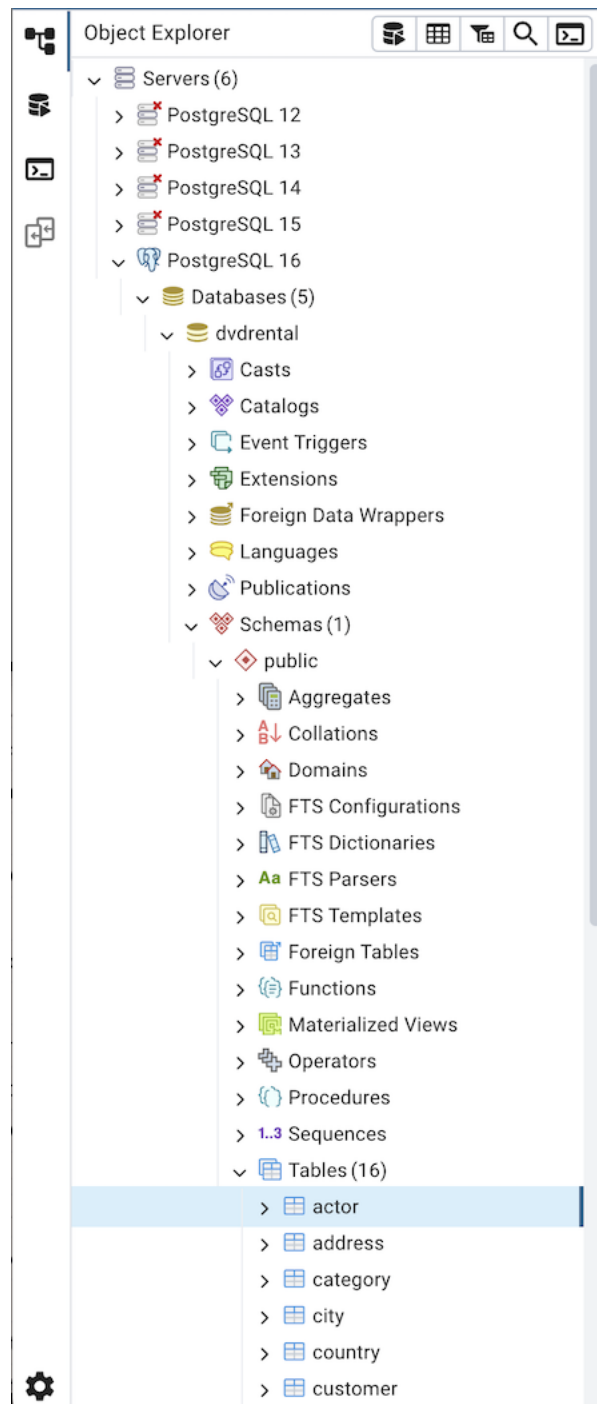 Object Explorer
Servers (6)
PostgreSQL 12
PostgreSQL 13
PostgreSQL 14
PostgreSQL 15
PostgreSQL 16
Databases (5)
dvdrental
Casts
Catalogs
Event Triggers
Extensions
Foreign Data Wrappers
Languages
Publications
Schemas (1)
public
Aggregates
Collations
Domains
FTS Configurations
FTS Dictionaries
Aa FTS Parsers
FTS Templates
Foreign Tables
Functions
Materialized Views
Operators
Procedures
1..3 Sequences
Tables (16)
actor
address
category
city
country
customer